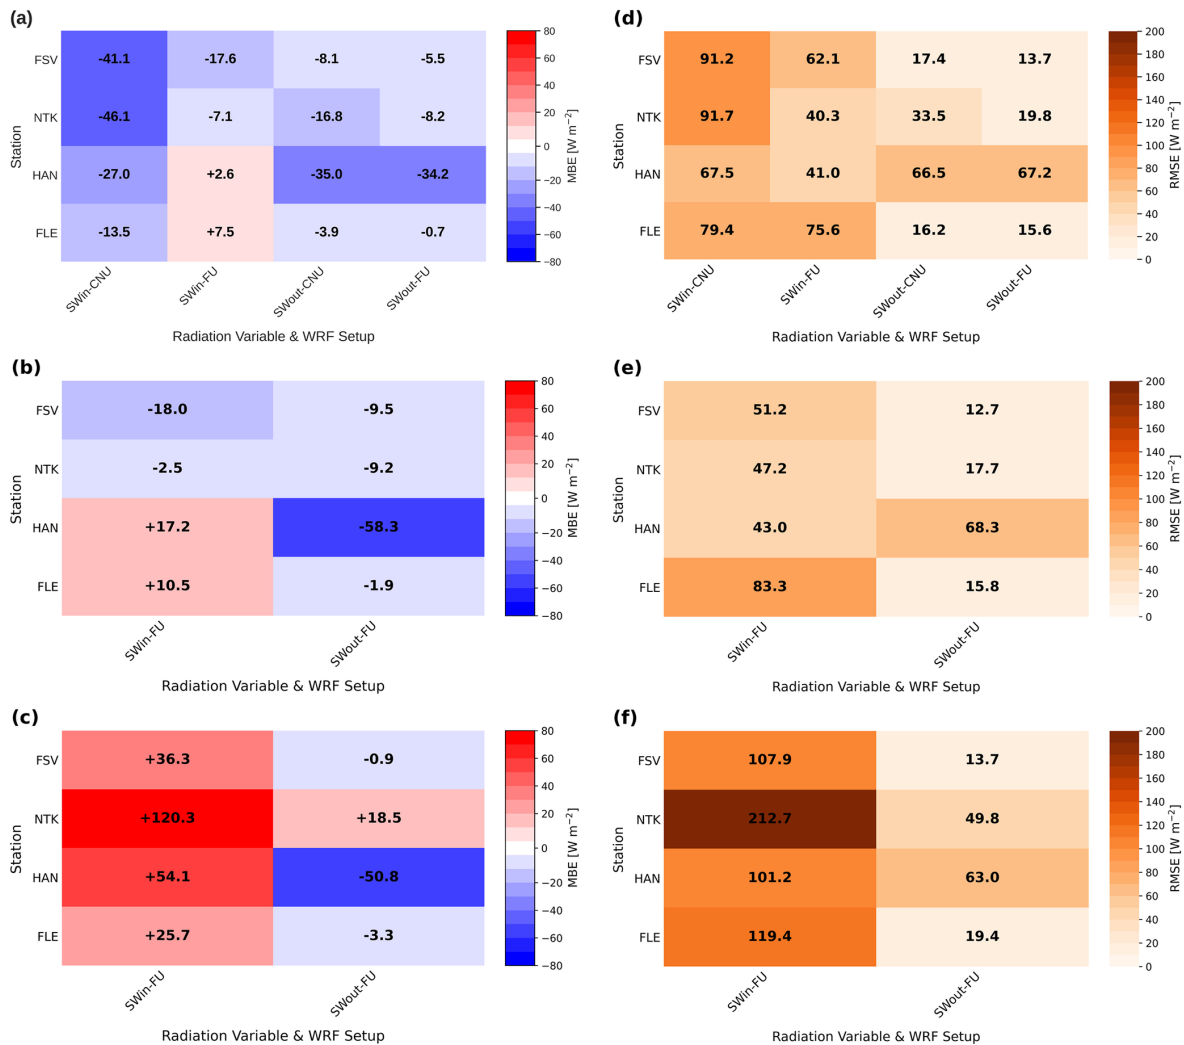 (a)
FSV -41.1 -17.6 -8.1 -5.5
NTK -46.1 -7.1 -16.8 -8.2
HAN -27.0 +2.6 -35.0 -34.2
FLE -13.5 +7.5 -3.9 -0.7
Station
SWin-CNU SWin-FU SWout-CNU SWout-FU
Radiation Variable & WRF Setup
80
60
40
20
0
−20
−40
−60
−80
MBE [W m−2]
(d)
FSV 91.2 62.1 17.4 13.7
NTK 91.7 40.3 33.5 19.8
HAN 67.5 41.0 66.5 67.2
FLE 79.4 75.6 16.2 15.6
Station
SWin-CNU SWin-FU SWout-CNU SWout-FU
Radiation Variable & WRF Setup
200
180
160
140
120
100
80
60
40
20
0
RMSE [W m−2]
(b)
FSV -18.0 -9.5
NTK -2.5 -9.2
HAN +17.2 -58.3
FLE +10.5 -1.9
Station
SWin-FU SWout-FU
Radiation Variable & WRF Setup
80
60
40
20
0
−20
−40
−60
−80
MBE [W m−2]
(e)
FSV 51.2 12.7
NTK 47.2 17.7
HAN 43.0 68.3
FLE 83.3 15.8
Station
SWin-FU SWout-FU
Radiation Variable & WRF Setup
200
180
160
140
120
100
80
60
40
20
0
RMSE [W m−2]
(c)
FSV +36.3 -0.9
NTK +120.3 +18.5
HAN +54.1 -50.8
FLE +25.7 -3.3
Station
SWin-FU SWout-FU
Radiation Variable & WRF Setup
80
60
40
20
0
−20
−40
−60
−80
MBE [W m−2]
(f)
FSV 107.9 13.7
NTK 212.7 49.8
HAN 101.2 63.0
FLE 119.4 19.4
Station
SWin-FU SWout-FU
Radiation Variable & WRF Setup
200
180
160
140
120
100
80
60
40
20
0
RMSE [W m−2]